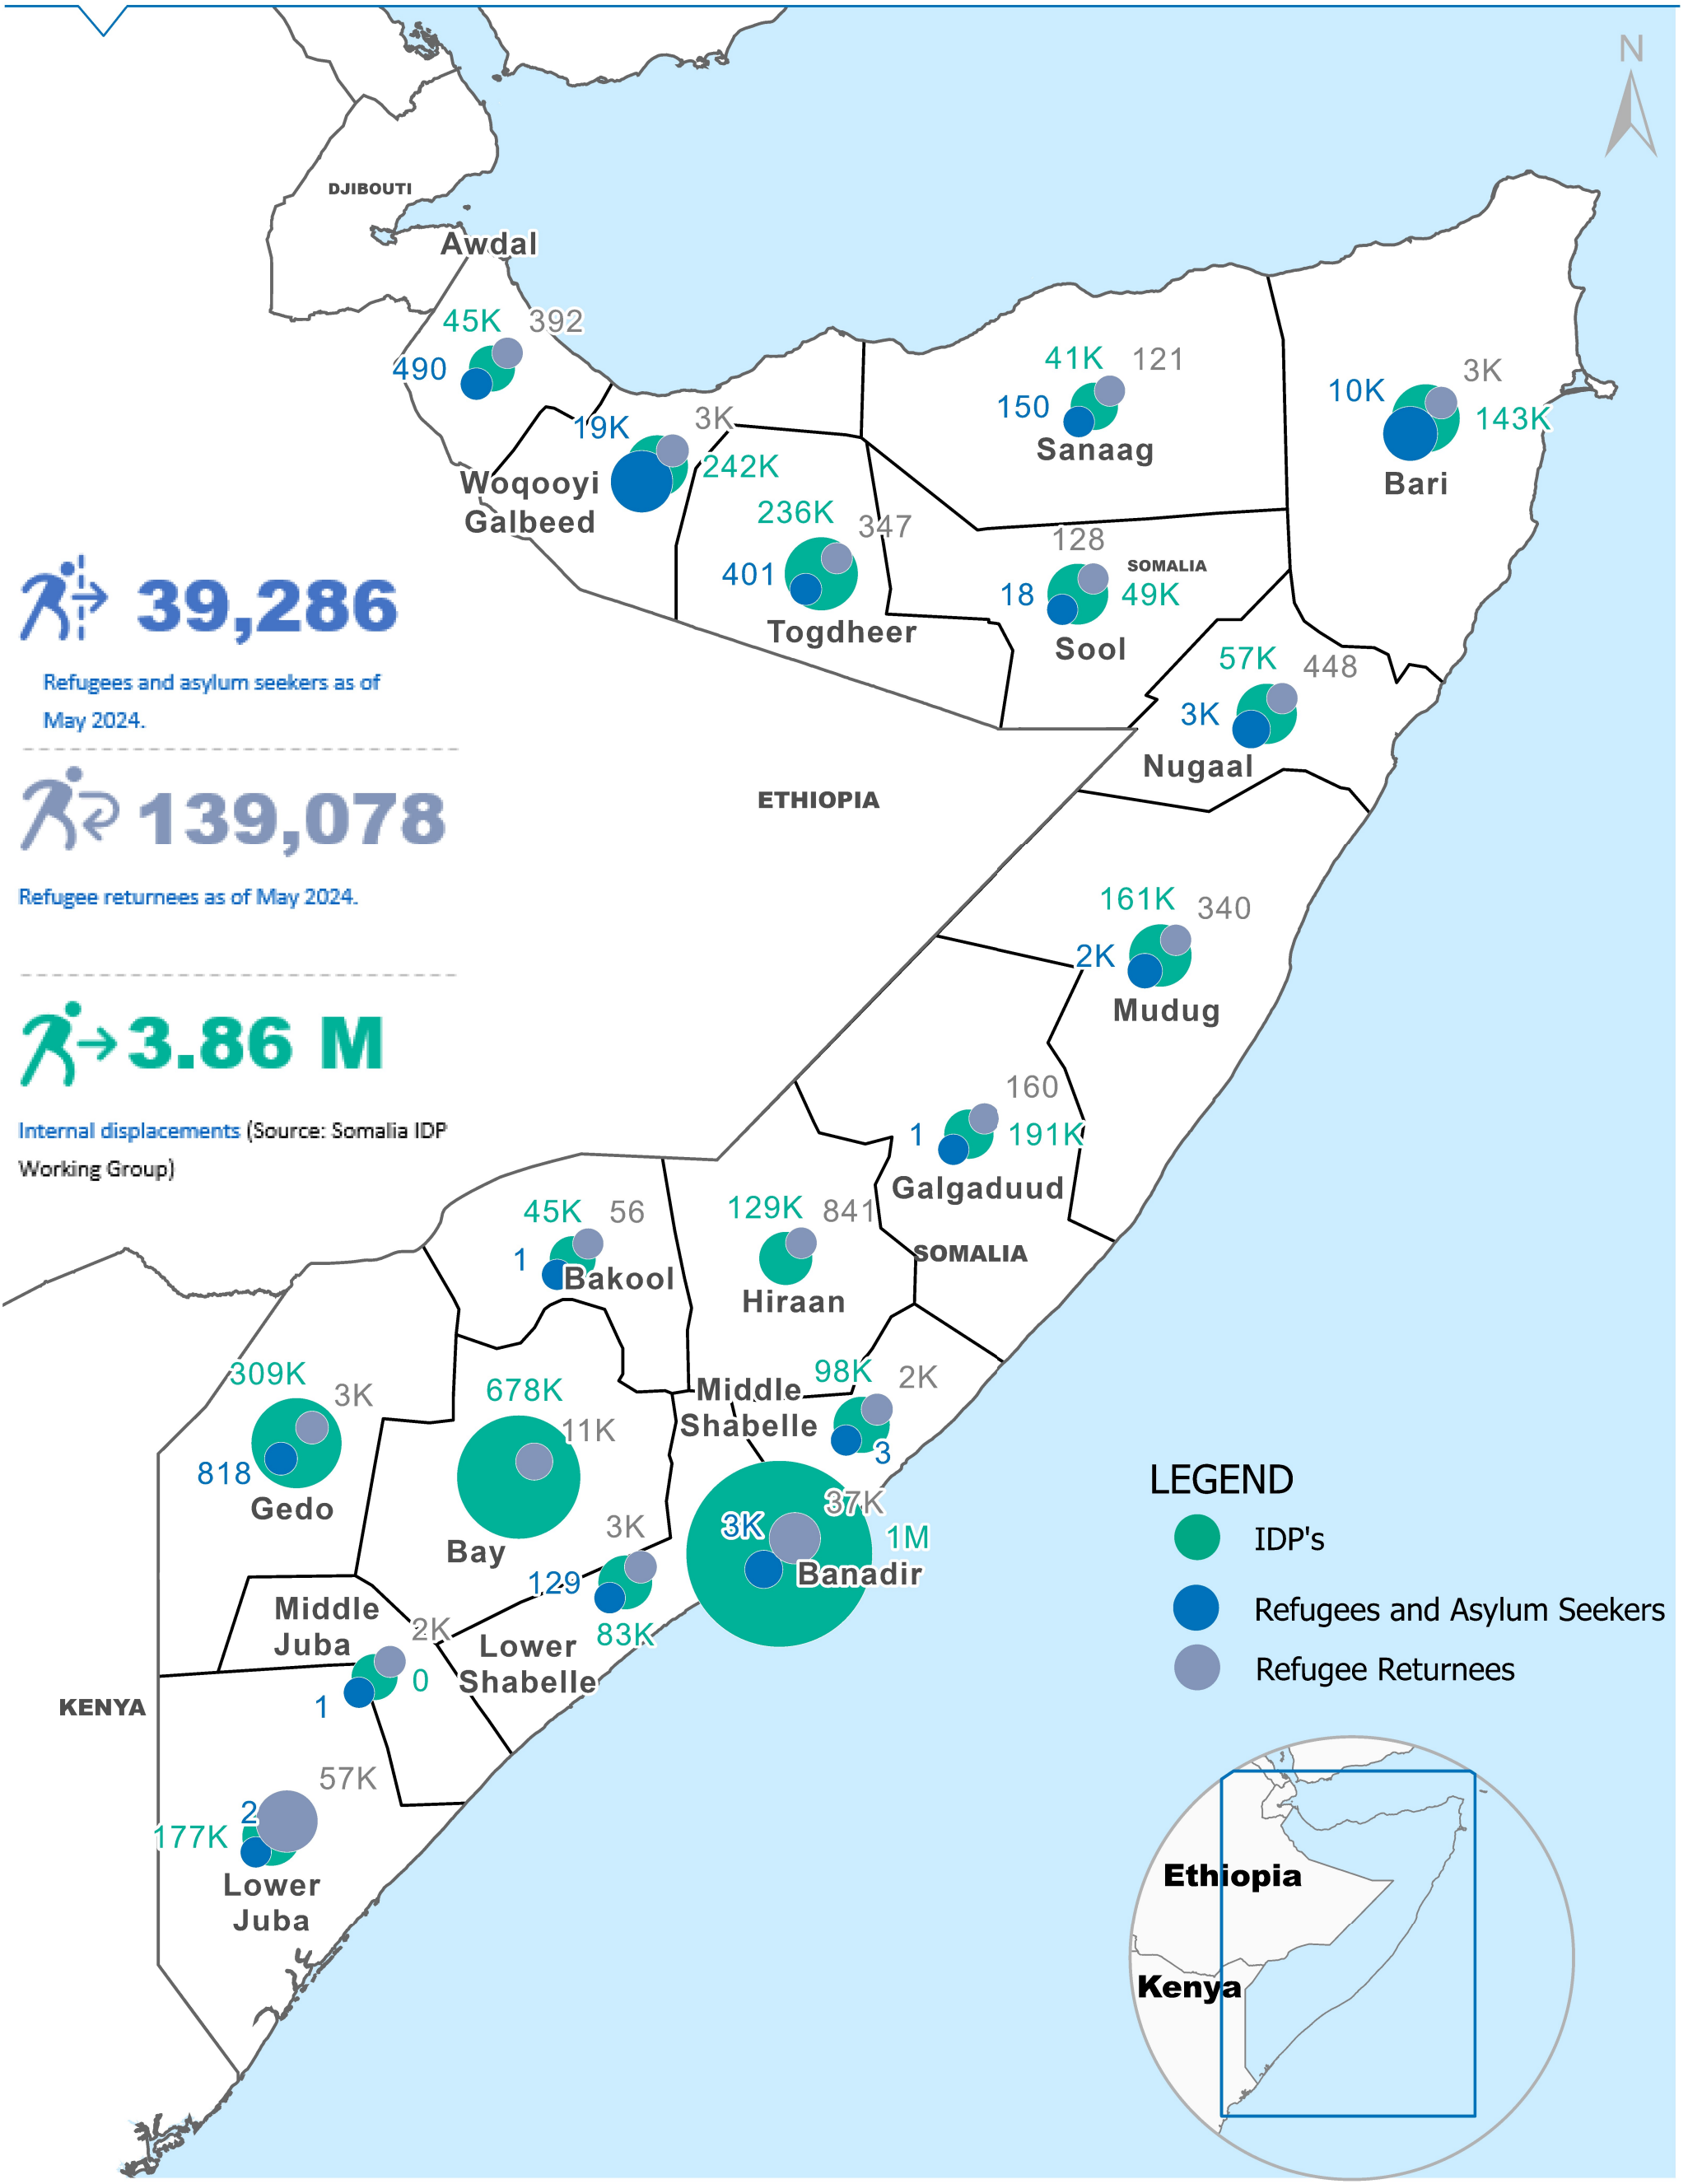 N
DJIBOUTI
Awdal
45K
392
490
19K
3K
242K
Woqooyi
Galbeed
236K
347
401
Togdheer
41K
121
150
Sanaag
10K
3K
143K
Bari
128
SOMALIA
18
49K
Sool
57K
448
3K
Nugaal
39,286
Refugees and asylum seekers as of
May 2024.
139,078
Refugee returnees as of May 2024.
3.86 M
Internal displacements (Source: Somalia IDP
Working Group)
ETHIOPIA
161K
340
2K
Mudug
160
1
191K
Galgaduud
SOMALIA
45K
56
1
Bakool
129K
841
Hiraan
309K
3K
818
Gedo
678K
11K
Bay
98K
2K
Middle
Shabelle
3
37K
3K
1M
Banadir
3K
129
83K
Lower
Shabelle
Middle
Juba
2K
0
1
KENYA
57K
2
177K
Lower
Juba
LEGEND
IDP's
Refugees and Asylum Seekers
Refugee Returnees
Ethiopia
Kenya